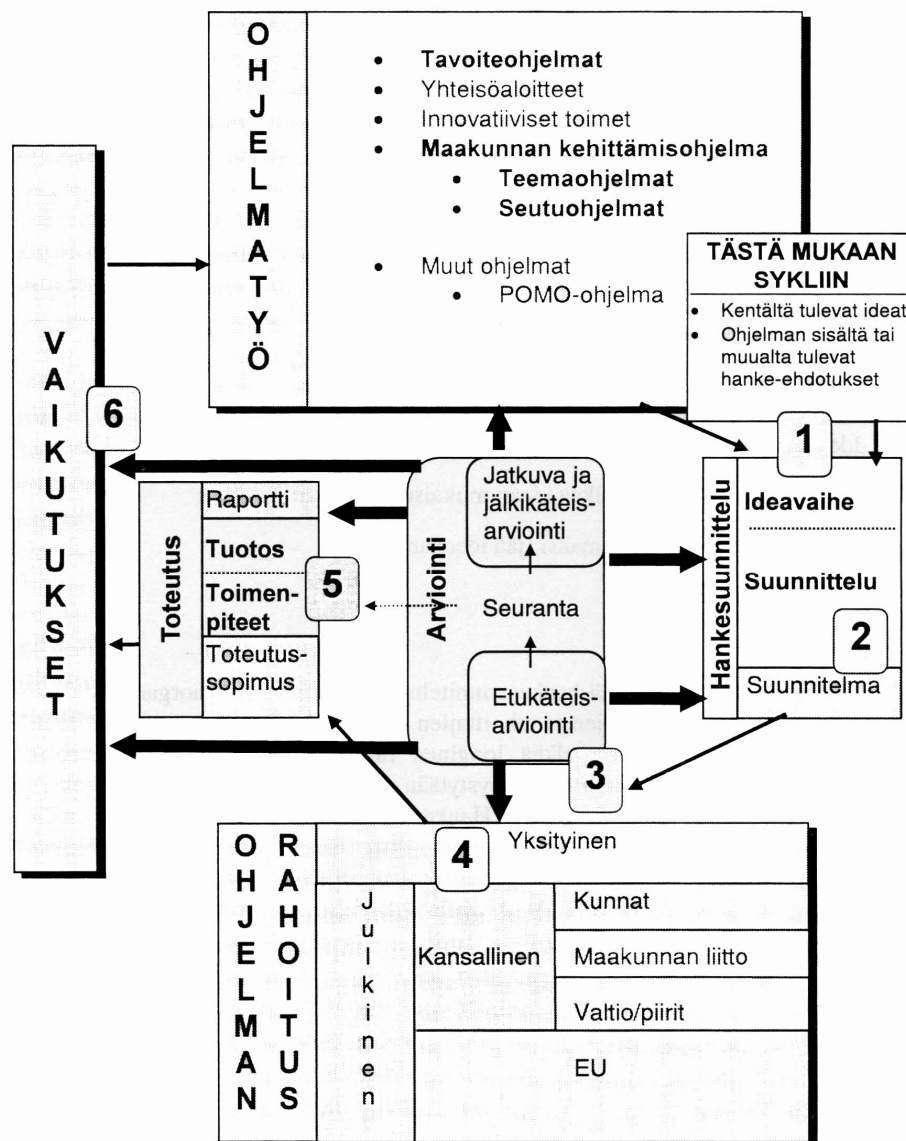 OHJELMATYÖ
• Tavoiteohjelmat
• Yhteisöaloitteet
• Innovatiiviset toimet
• Maakunnan kehittämisohjelma
• Teemaohjelmat
• Seutuohjelmat
• Muut ohjelmat
• POMO-ohjelma
TÄSTÄ MUKAAN
SYKLIIN
• Kentältä tulevat ideat
• Ohjelman sisältä tai
muualta tulevat
hanke-ehdotukset
VAIKUTUKSET
6
1
Hankesuunnittelu
Ideavaihe
Suunnittelu
2
Suunnitelma
Arviointi
Jatkuva ja
jälkikäteis-
arviointi
Seuranta
Etukäteis-
arviointi
3
Toteutus
Raportti
Tuotos
5
Toimen-
piteet
Toteutus-
sopimus
OHJELMAN
RAHOITUS
4
Yksityinen
Julkinen
Kansallinen
Kunnat
Maakunnan liitto
Valtio/piirit
EU